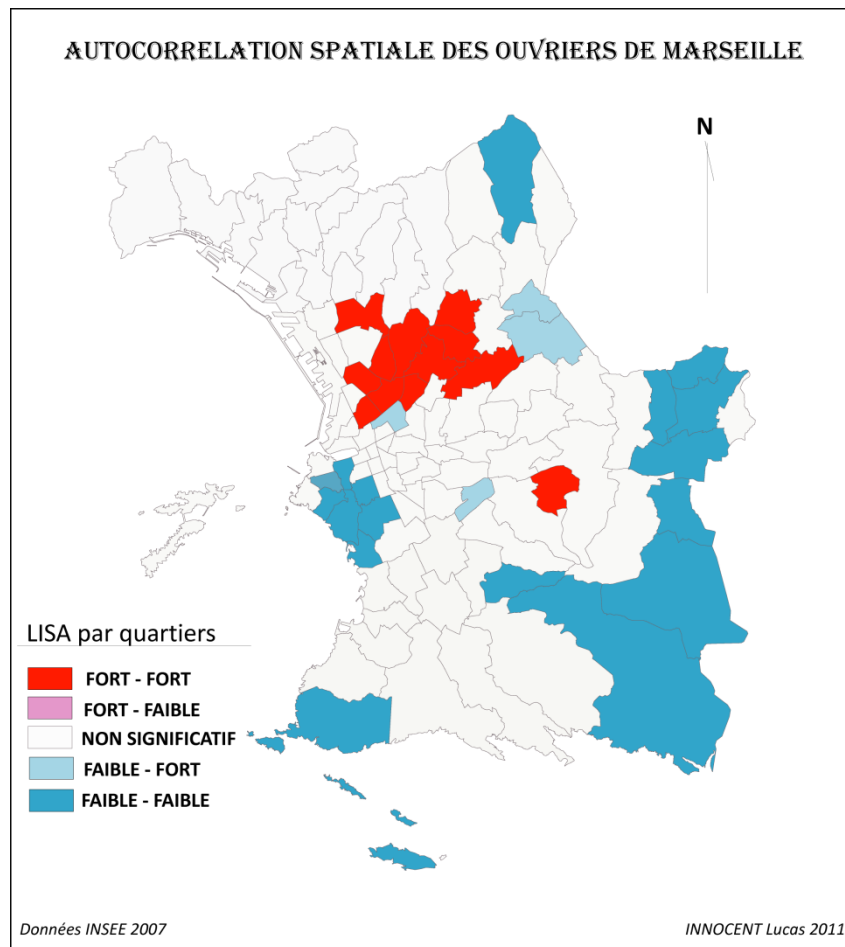 AUTOCORRELATION SPATIALE DES OUVRIERS DE MARSEILLE
N
LISA par quartiers
FORT - FORT
FORT - FAIBLE
NON SIGNIFICATIF
FAIBLE - FORT
FAIBLE - FAIBLE
Données INSEE 2007
INNOCENT Lucas 2011